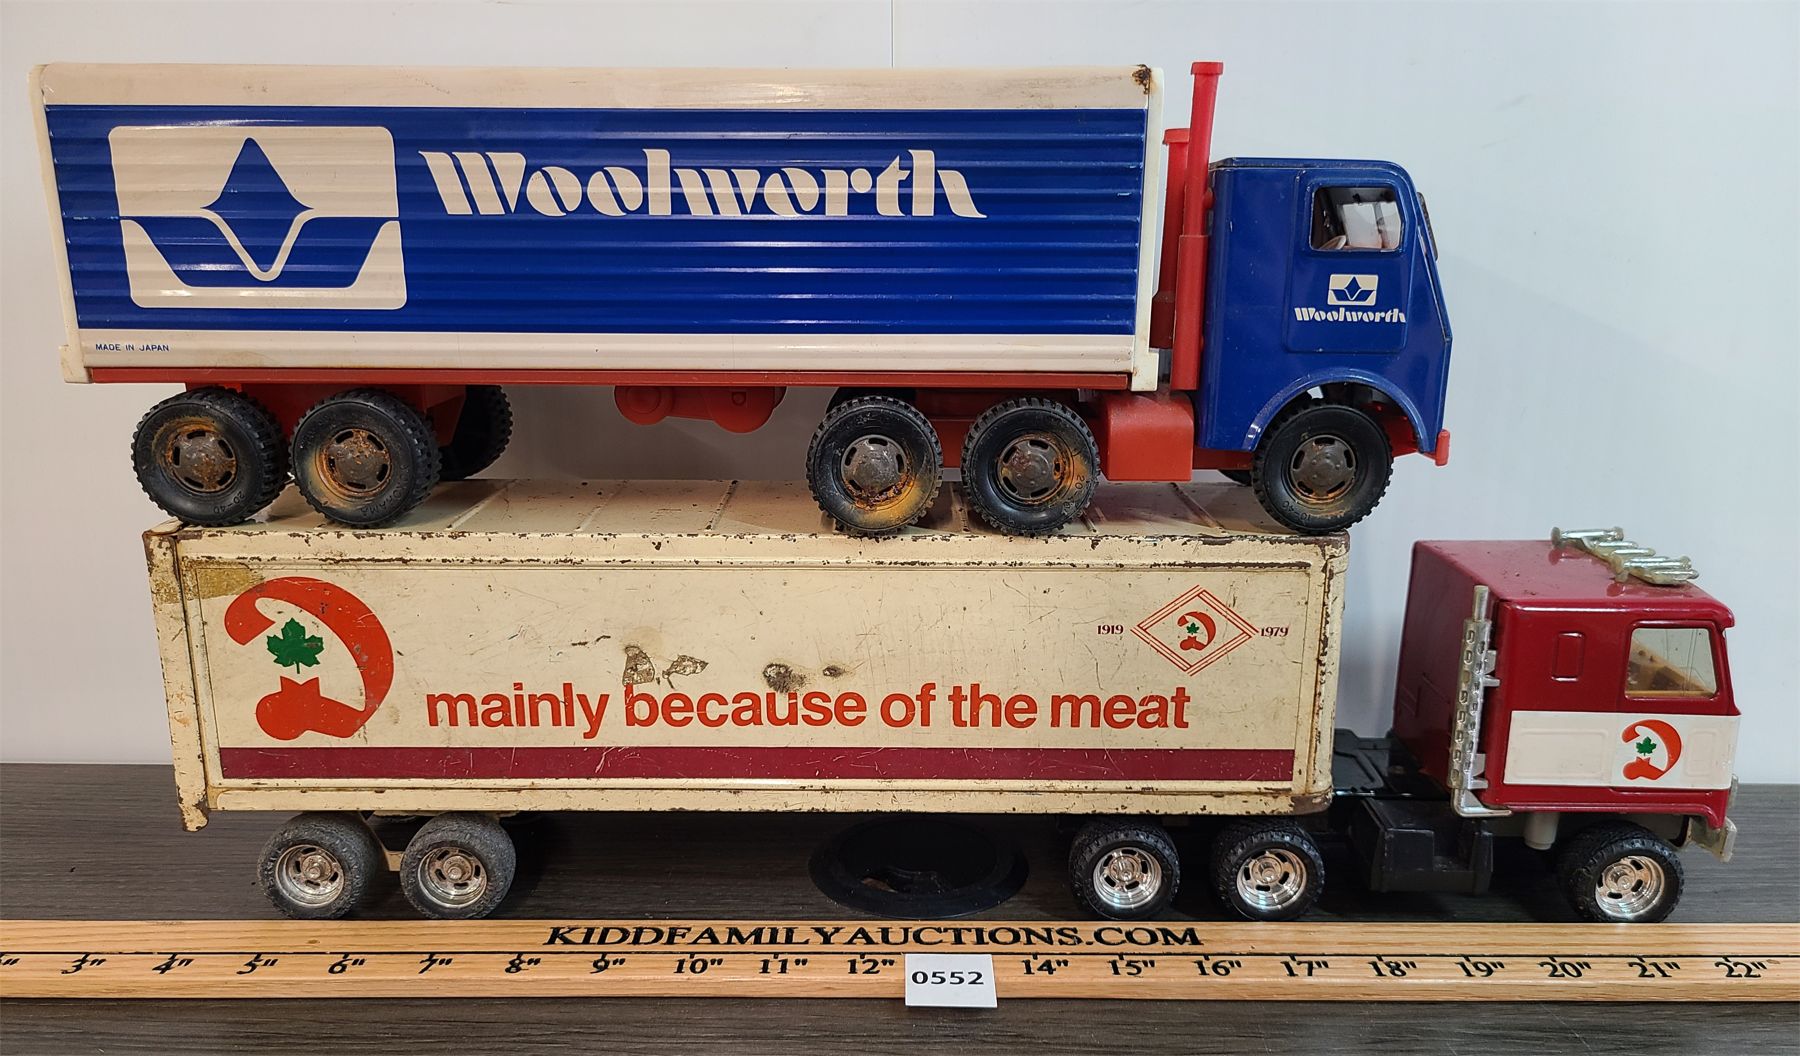 Woolworth
Woolworth
MADE IN JAPAN
1919 1979
mainly because of the meat
KIDDFAMILYAUCTIONS.COM
3" 4" 5" 6" 7" 8" 9" 10" 11" 12" 14" 15" 16" 17" 18" 19" 20" 21" 22"
0552